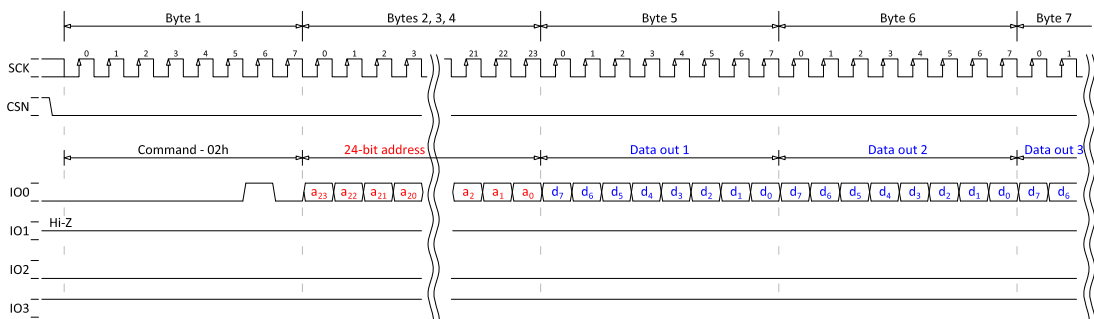 Byte 1 Bytes 2, 3, 4 Byte 5 Byte 6 Byte 7
0 1 2 3 4 5 6 7 0 1 2 3 21 22 23 0 1 2 3 4 5 6 7 0 1 2 3 4 5 6 7 0 1
SCK
CSN
Command - 02h 24-bit address Data out 1 Data out 2 Data out 3
IO0 a₂₃ a₂₂ a₂₁ a₂₀ a₂ a₁ a₀ d₇ d₆ d₅ d₄ d₃ d₂ d₁ d₀ d₇ d₆ d₅ d₄ d₃ d₂ d₁ d₀ d₇ d₆
Hi-Z
IO1
IO2
IO3